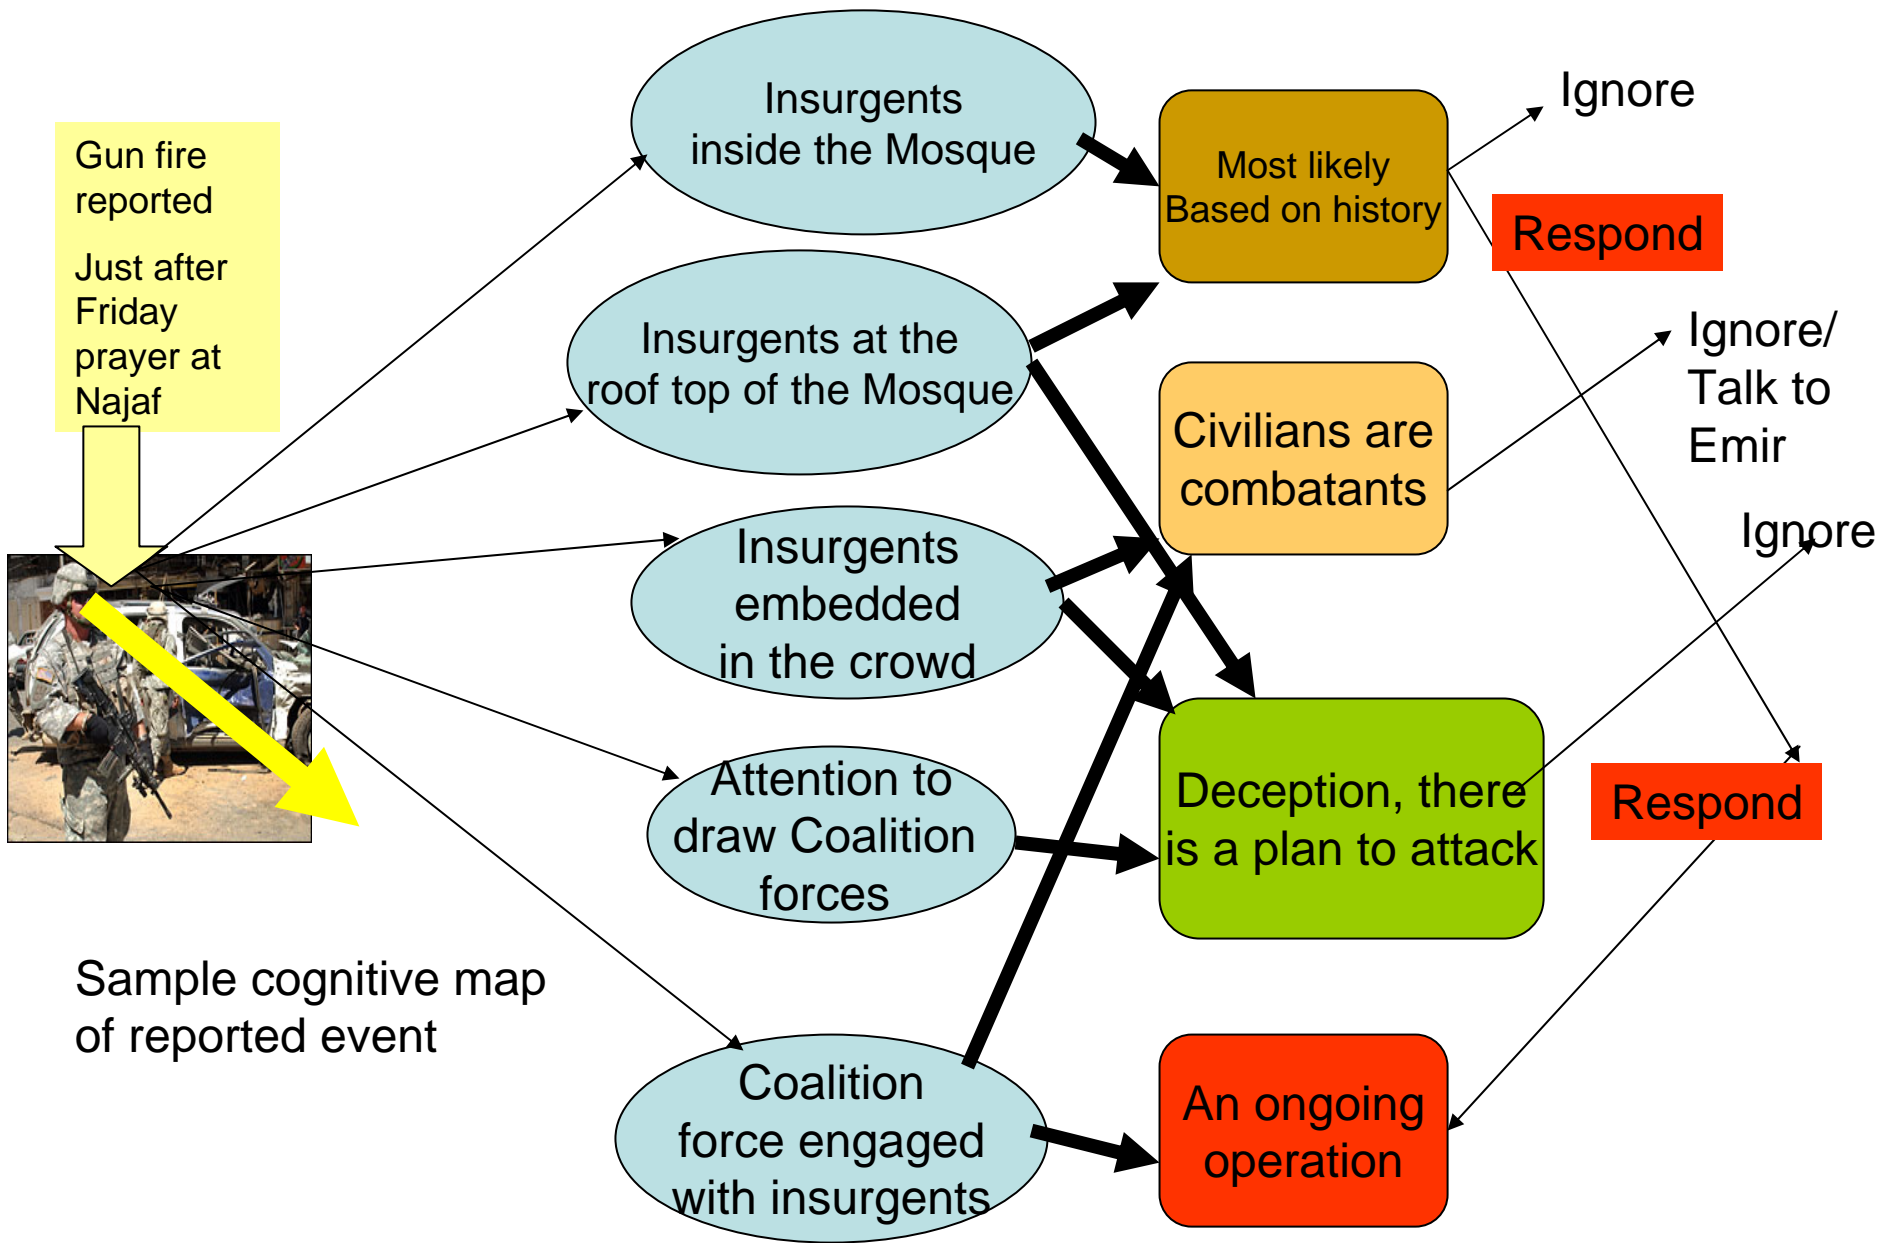 Gun fire
reported
Just after
Friday
prayer at
Najaf
Sample cognitive map
of reported event
Insurgents
inside the Mosque
Insurgents at the
roof top of the Mosque
Insurgents
embedded
in the crowd
Attention to
draw Coalition
forces
Coalition
force engaged
with insurgents
Most likely
Based on history
Civilians are
combatants
Deception, there
is a plan to attack
An ongoing
operation
Ignore
Respond
Ignore/
Talk to
Emir
Ignore
Respond